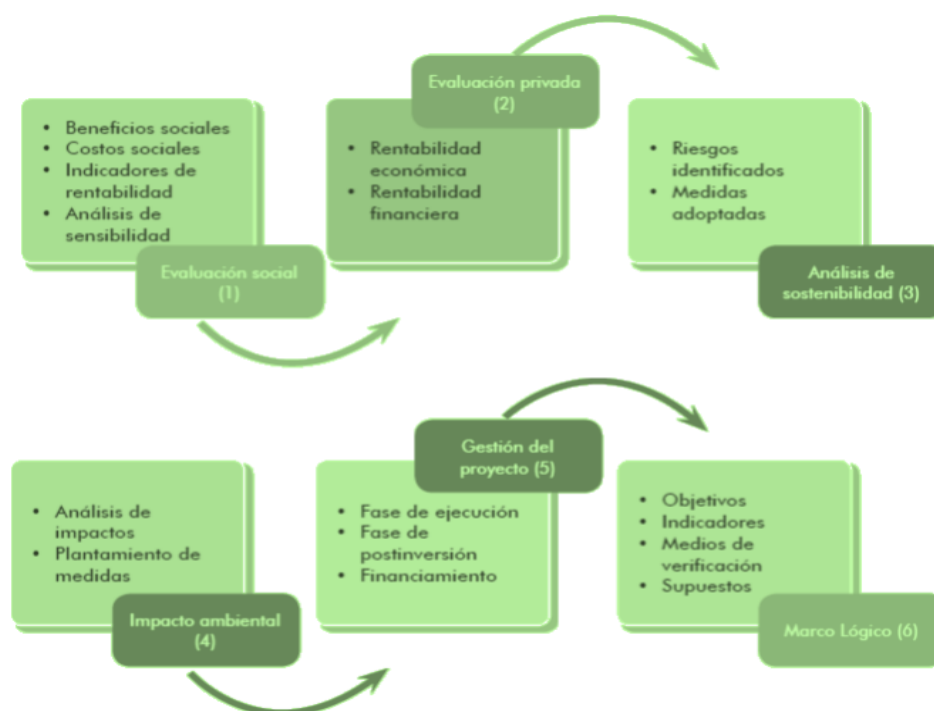 • Beneficios sociales
• Costos sociales
• Indicadores de
rentabilidad
• Análisis de
sensibilidad
Evaluación social
(1)
Evaluación privada
(2)
• Rentabilidad
económica
• Rentabilidad
financiera
• Riesgos
identificados
• Medidas
adoptadas
Análisis de
sostenibilidad (3)
• Análisis de
impactos
• Plantamiento de
medidas
Impacto ambiental
(4)
Gestión del
proyecto (5)
• Fase de ejecución
• Fase de
postinversión
• Financiamiento
• Objetivos
• Indicadores
• Medios de
verificación
• Supuestos
Marco Lógico (6)